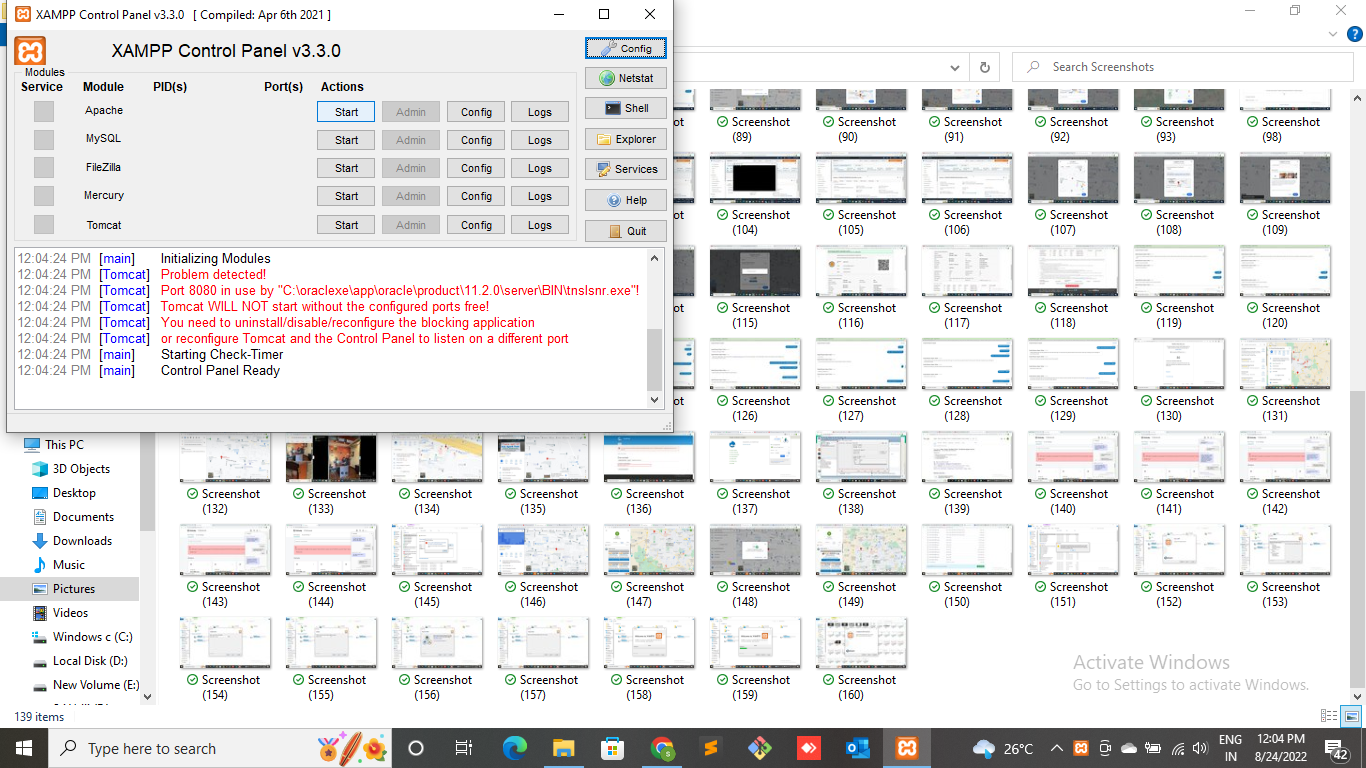 XAMPP Control Panel v3.3.0 [ Compiled: Apr 6th 2021 ]
XAMPP Control Panel v3.3.0
Config
Modules
Service Module PID(s) Port(s) Actions
Netstat
Apache Start Admin Config Logs
Shell
MySQL Start Admin Config Logs
Explorer
FileZilla Start Admin Config Logs
Services
Mercury Start Admin Config Logs
Help
Tomcat Start Admin Config Logs
Quit
12:04:24 PM [main] Initializing Modules
12:04:24 PM [Tomcat] Problem detected!
12:04:24 PM [Tomcat] Port 8080 in use by "C:\oraclexe\app\oracle\product\11.2.0\server\BIN\tnslsnr.exe"!
12:04:24 PM [Tomcat] Tomcat WILL NOT start without the configured ports free!
12:04:24 PM [Tomcat] You need to uninstall/disable/reconfigure the blocking application
12:04:24 PM [Tomcat] or reconfigure Tomcat and the Control Panel to listen on a different port
12:04:24 PM [main] Starting Check-Timer
12:04:24 PM [main] Control Panel Ready
Search Screenshots
Screenshot Screenshot Screenshot Screenshot Screenshot Screenshot
(89) (90) (91) (92) (93) (98)
Screenshot Screenshot Screenshot Screenshot Screenshot Screenshot
(104) (105) (106) (107) (108) (109)
Screenshot Screenshot Screenshot Screenshot Screenshot Screenshot
(115) (116) (117) (118) (119) (120)
Screenshot Screenshot Screenshot Screenshot Screenshot Screenshot
(126) (127) (128) (129) (130) (131)
This PC
3D Objects
Desktop
Documents
Downloads
Music
Pictures
Videos
Windows c (C:)
Local Disk (D:)
New Volume (E:)
Screenshot Screenshot Screenshot Screenshot Screenshot Screenshot Screenshot Screenshot Screenshot Screenshot Screenshot
(132) (133) (134) (135) (136) (137) (138) (139) (140) (141) (142)
Screenshot Screenshot Screenshot Screenshot Screenshot Screenshot Screenshot Screenshot Screenshot Screenshot Screenshot
(143) (144) (145) (146) (147) (148) (149) (150) (151) (152) (153)
Screenshot Screenshot Screenshot Screenshot Screenshot Screenshot Screenshot
(154) (155) (156) (157) (158) (159) (160)
Activate Windows
Go to Settings to activate Windows.
139 items
Type here to search
26°C
ENG
IN
12:04 PM
8/24/2022
42